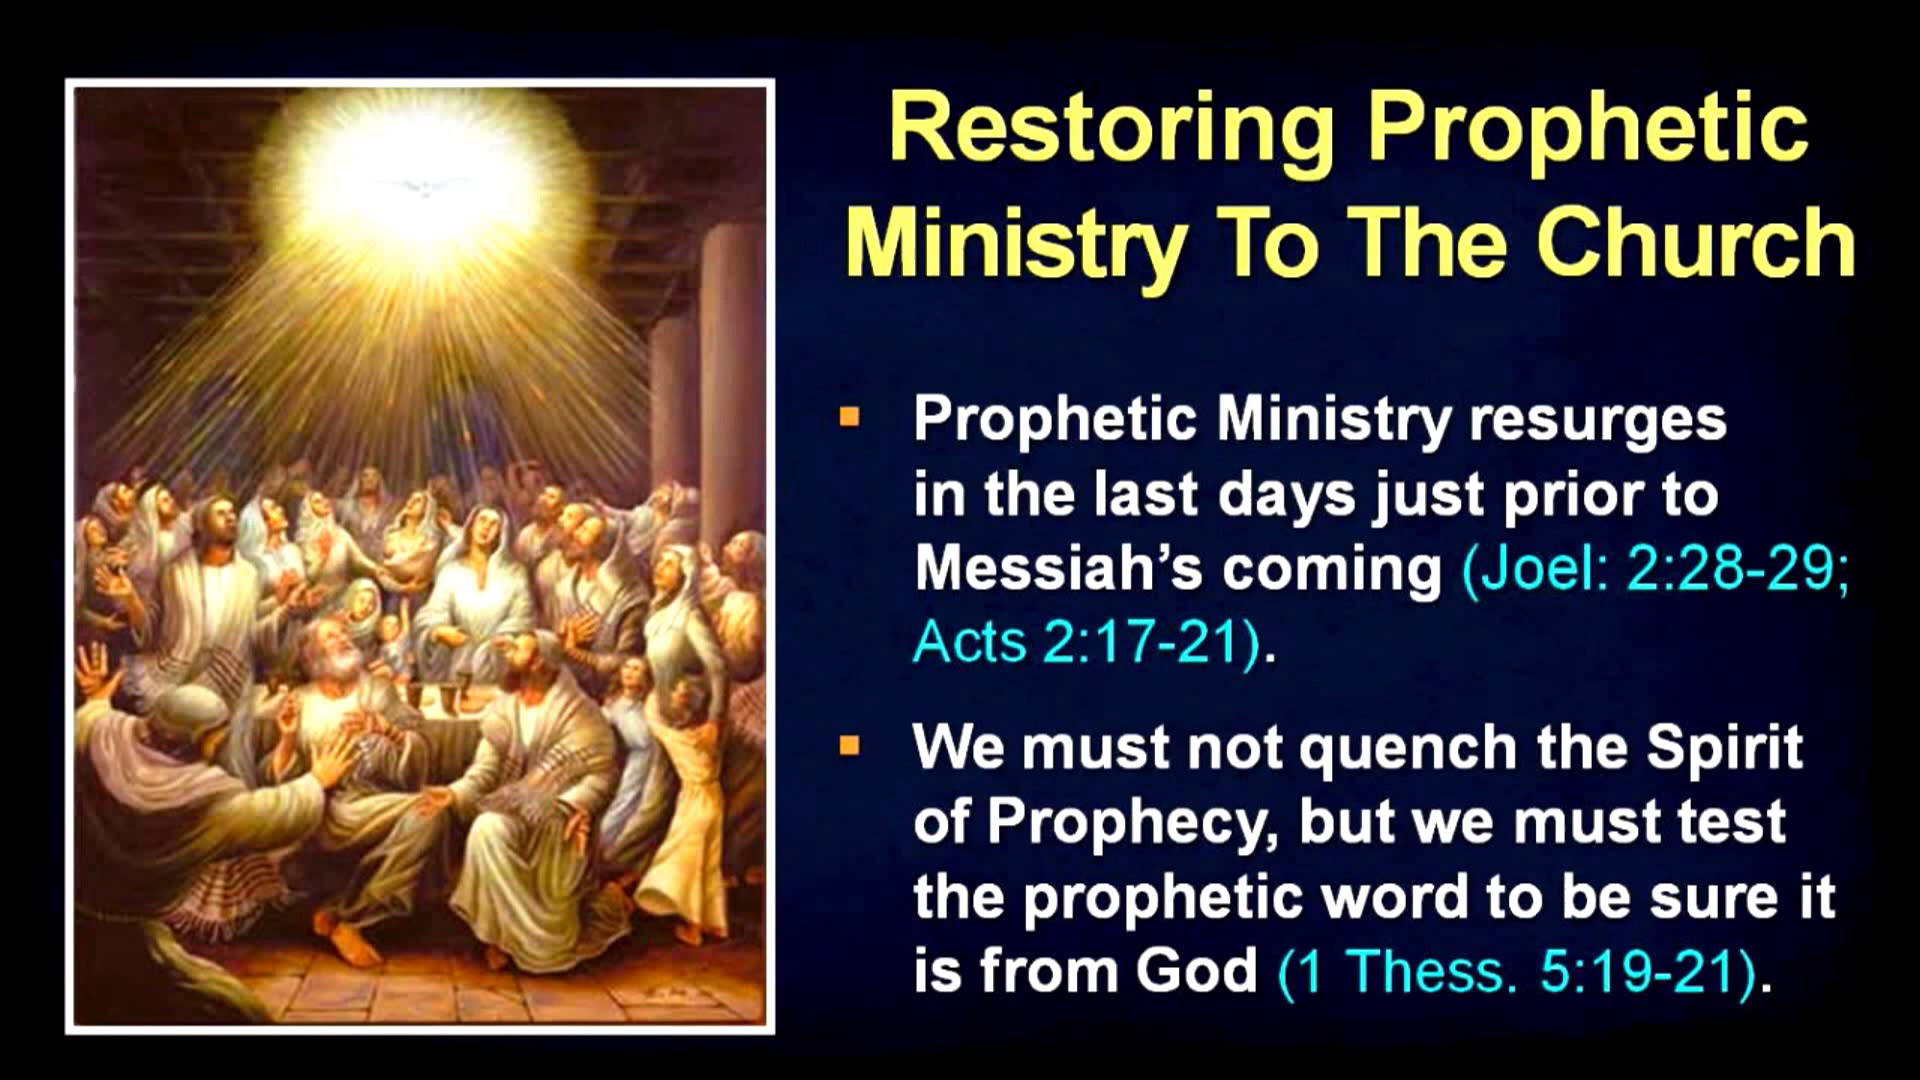 Restoring Prophetic
Ministry To The Church
▪ Prophetic Ministry resurges
in the last days just prior to
Messiah’s coming (Joel: 2:28-29;
Acts 2:17-21).
▪ We must not quench the Spirit
of Prophecy, but we must test
the prophetic word to be sure it
is from God (1 Thess. 5:19-21).